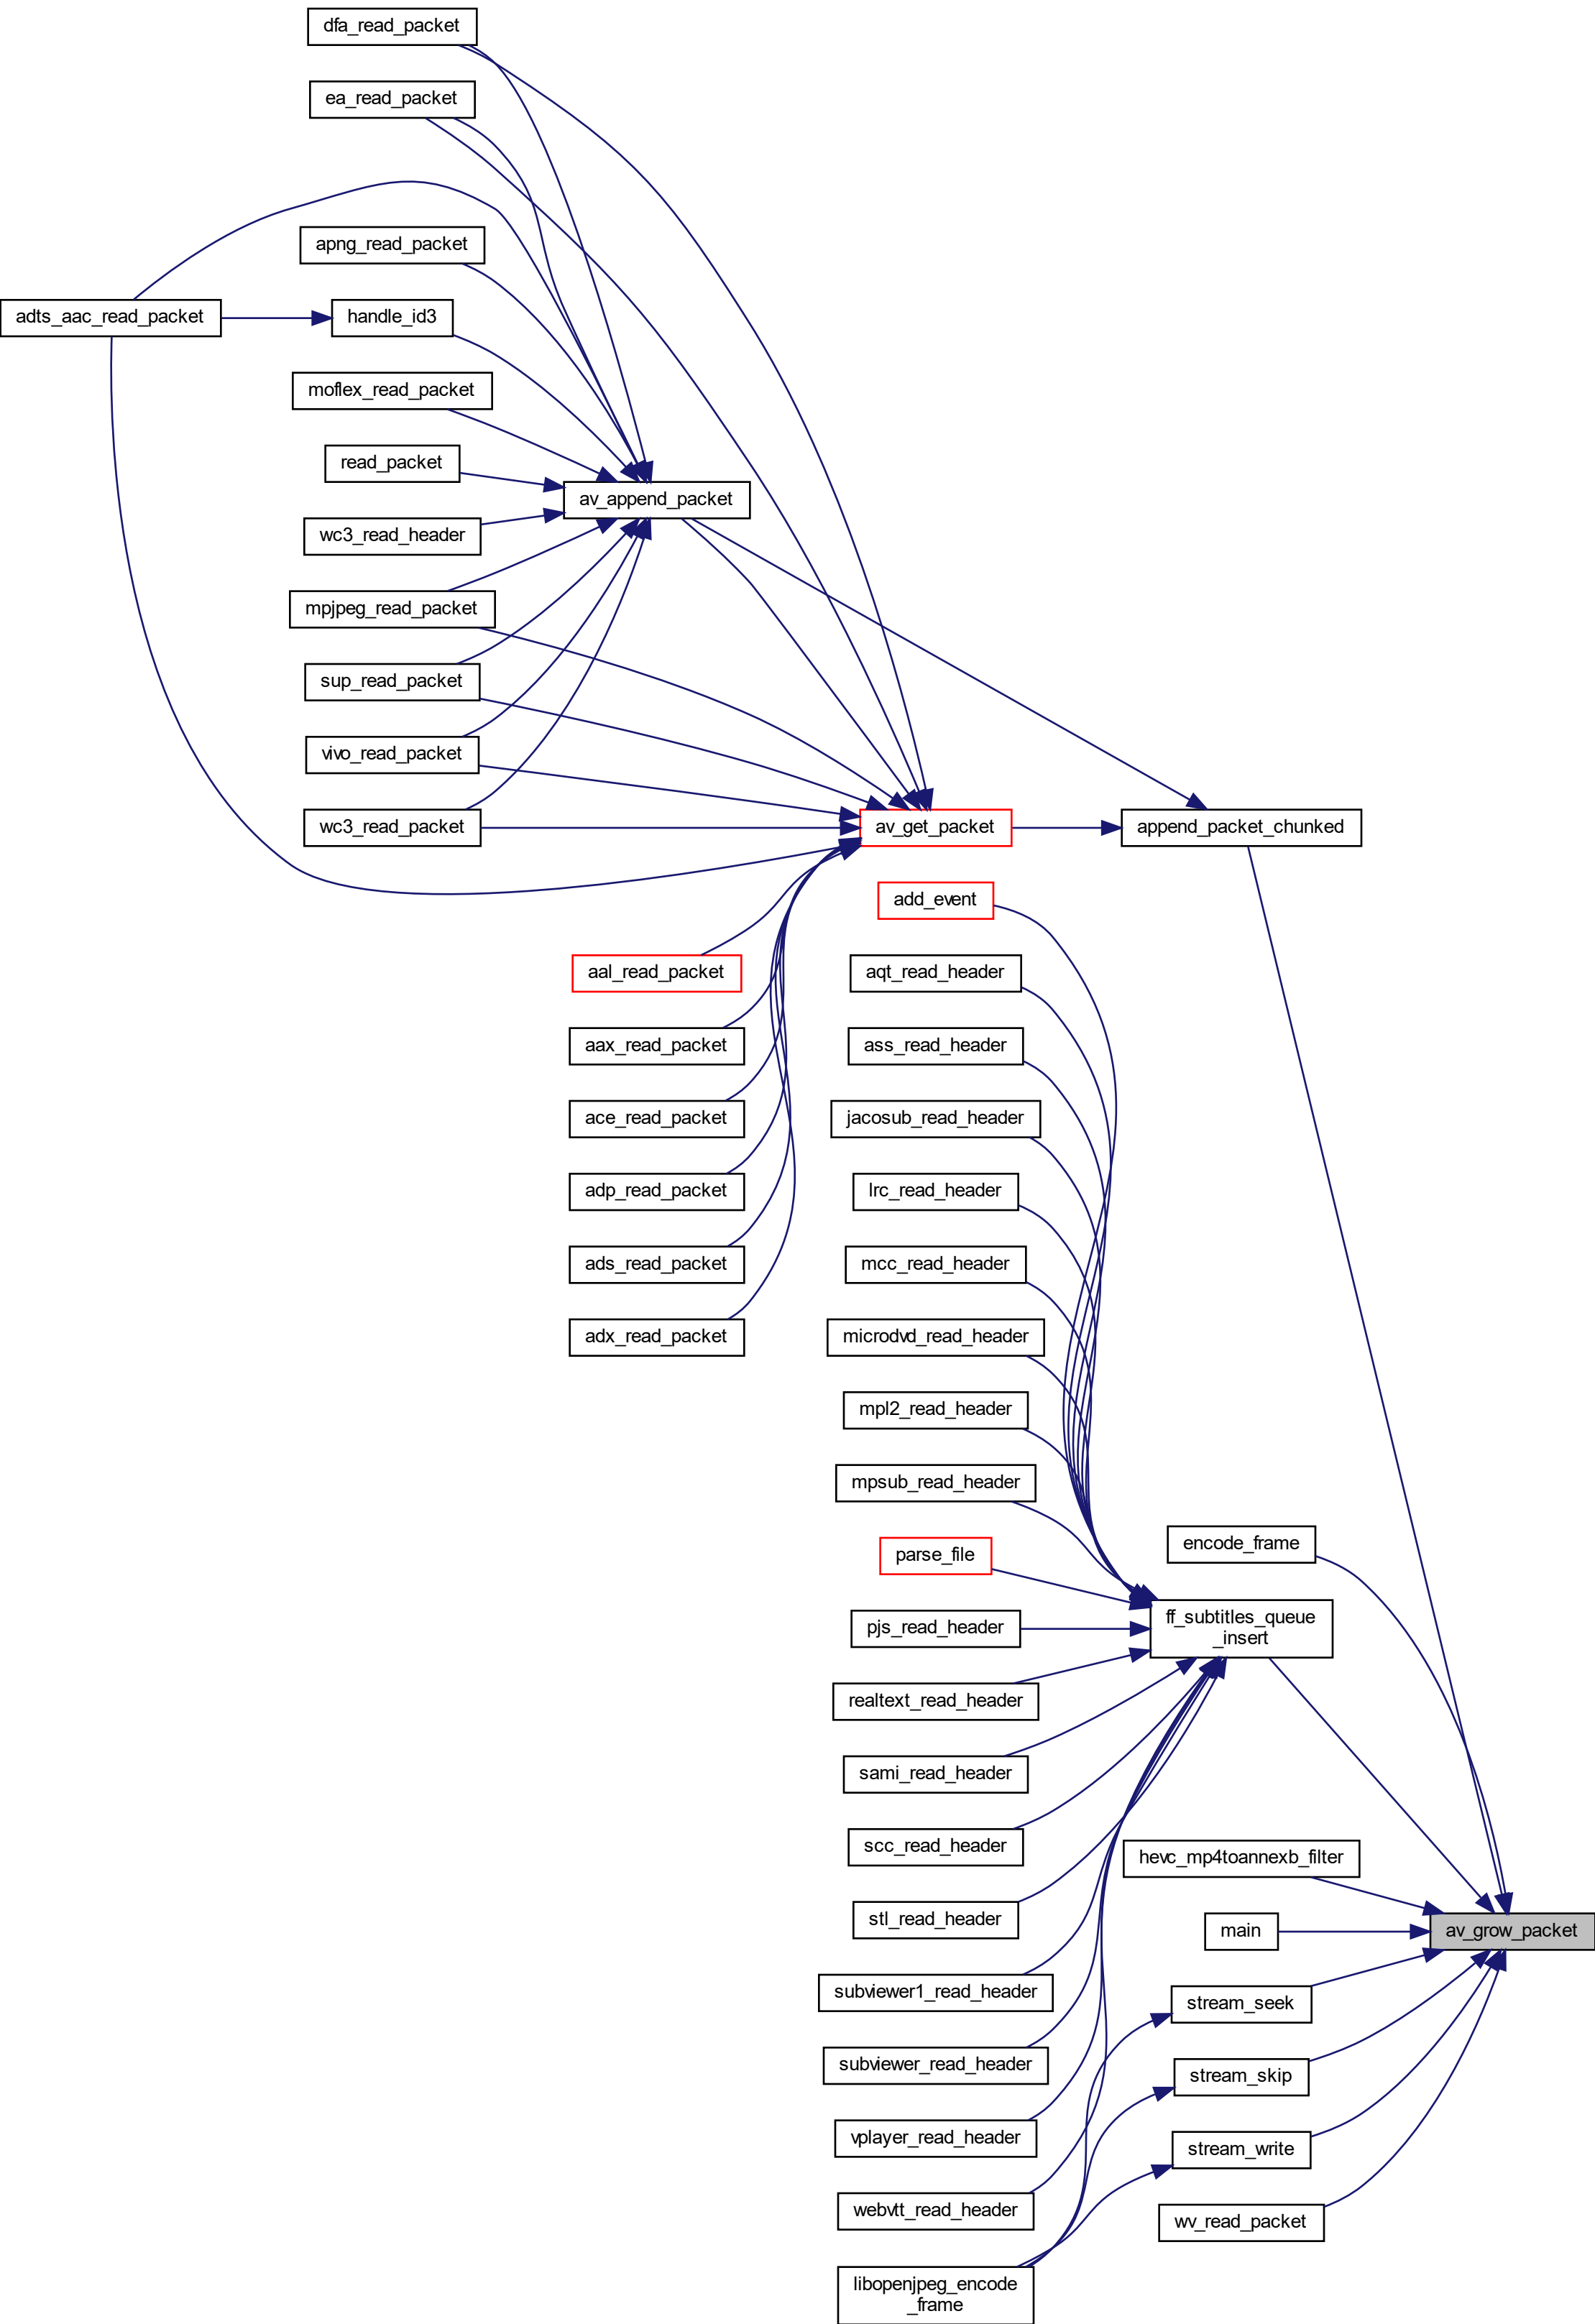 dfa_read_packet
ea_read_packet
apng_read_packet
adts_aac_read_packet
handle_id3
moflex_read_packet
read_packet
av_append_packet
wc3_read_header
mpjpeg_read_packet
sup_read_packet
vivo_read_packet
wc3_read_packet
av_get_packet
append_packet_chunked
add_event
aal_read_packet
aqt_read_header
aax_read_packet
ass_read_header
ace_read_packet
jacosub_read_header
adp_read_packet
lrc_read_header
ads_read_packet
mcc_read_header
adx_read_packet
microdvd_read_header
mpl2_read_header
mpsub_read_header
encode_frame
parse_file
ff_subtitles_queue
_insert
pjs_read_header
realtext_read_header
sami_read_header
scc_read_header
hevc_mp4toannexb_filter
stl_read_header
main
av_grow_packet
subviewer1_read_header
stream_seek
subviewer_read_header
stream_skip
vplayer_read_header
stream_write
webvtt_read_header
wv_read_packet
libopenjpeg_encode
_frame